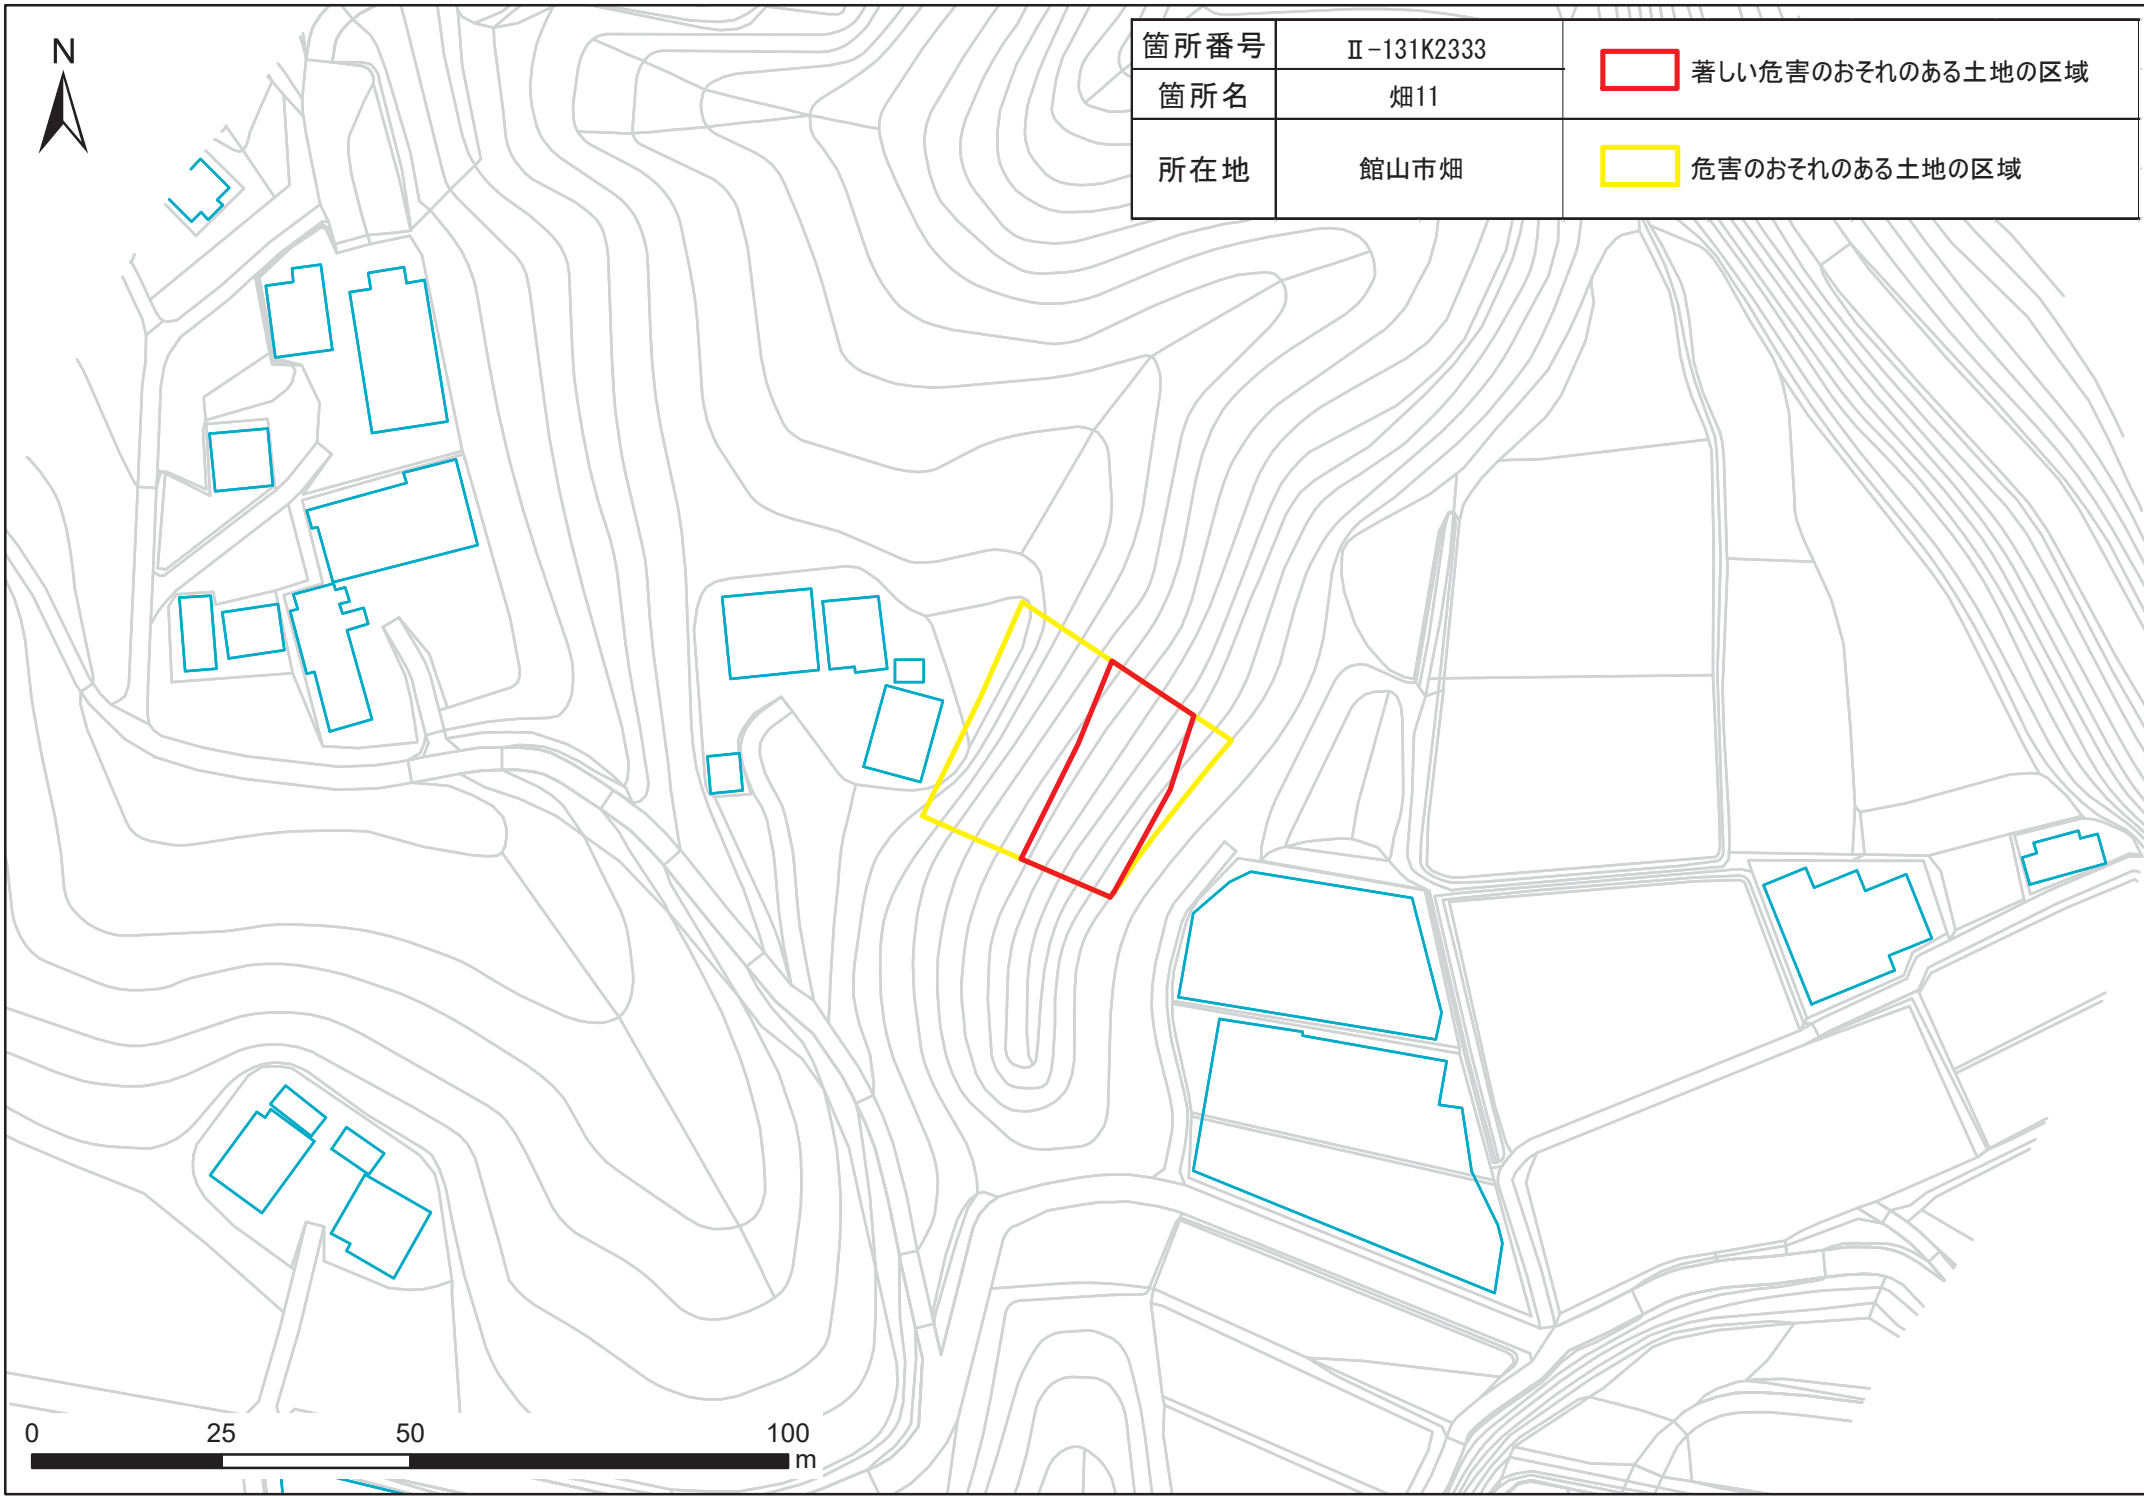 N
箇所番号 Ⅱ-131K2333
著しい危害のおそれのある土地の区域
箇所名 畑11
所在地 館山市畑
危害のおそれのある土地の区域
0 25 50 100
m